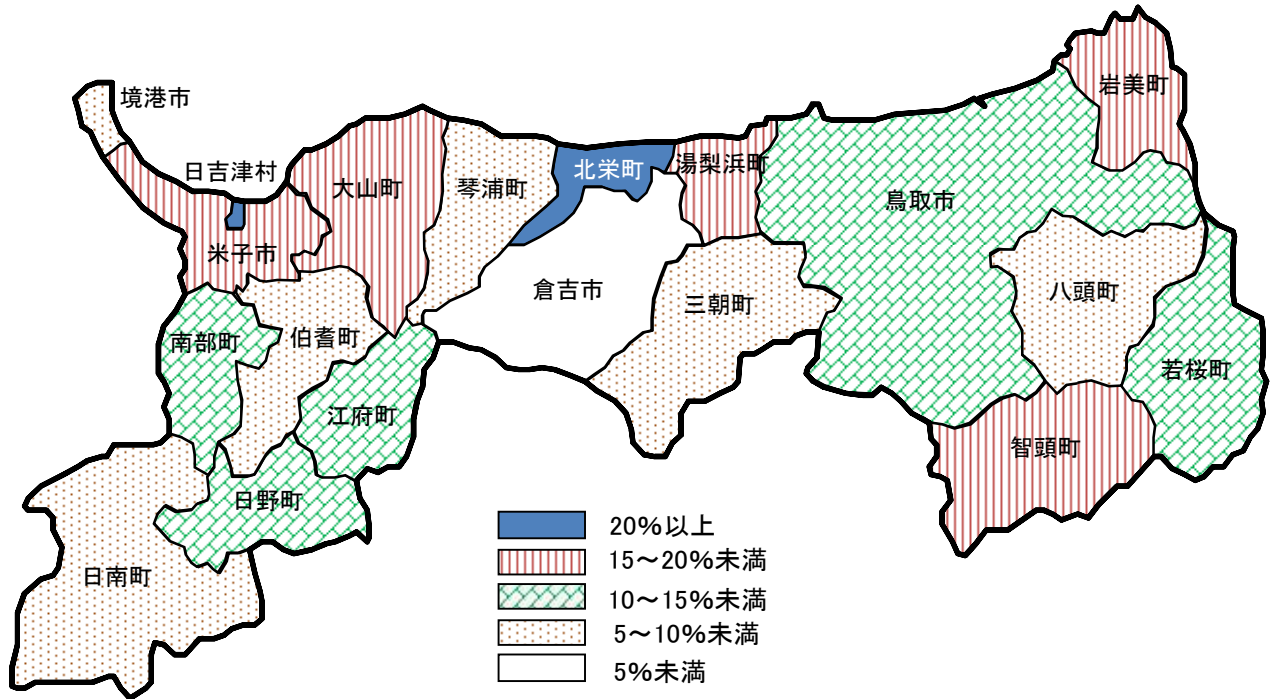 岩美町
境港市
日吉津村
大山町
琴浦町
北栄町
湯梨浜町
鳥取市
米子市
倉吉市
三朝町
八頭町
南部町
伯耆町
若桜町
江府町
智頭町
日野町
日南町
20%以上
15~20%未満
10~15%未満
5~10%未満
5%未満